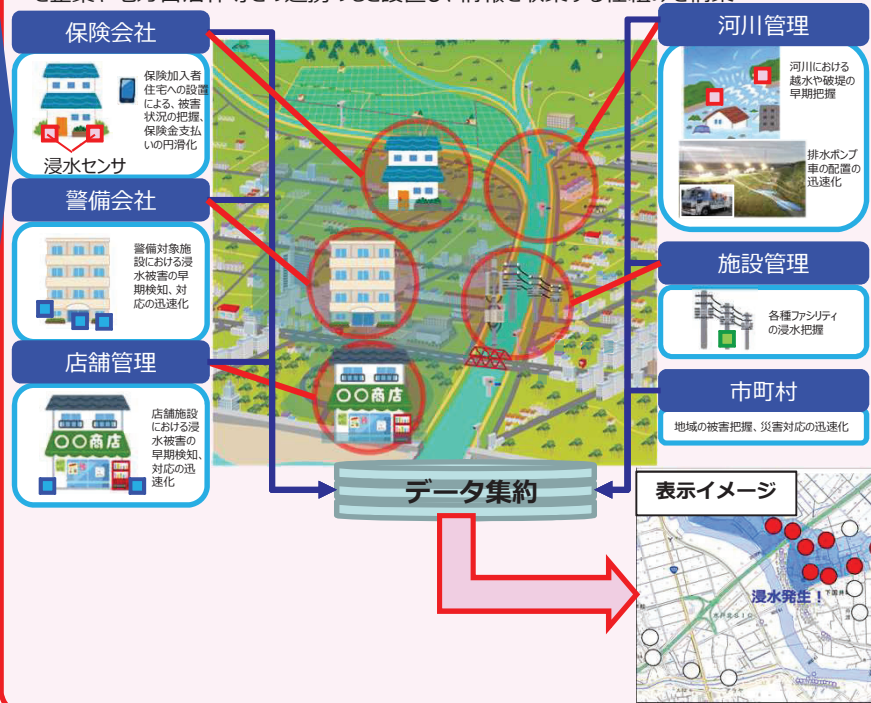 保険会社
保険加入者
住宅への設置
による、被害
状況の把握、
保険金支払
いの円滑化
浸水センサ
警備会社
警備対象施
設における浸
水被害の早
期検知、対
応の迅速化
店舗管理
〇〇商店
店舗施設
における浸
水被害の
早期検知、
対応の迅
速化
〇〇商店
河川管理
河川における
越水や破堤の
早期把握
排水ポンプ
車の配置の
迅速化
施設管理
各種ファシリティ
の浸水把握
市町村
地域の被害把握、災害対応の迅速化
データ集約
表示イメージ
浸水発生！